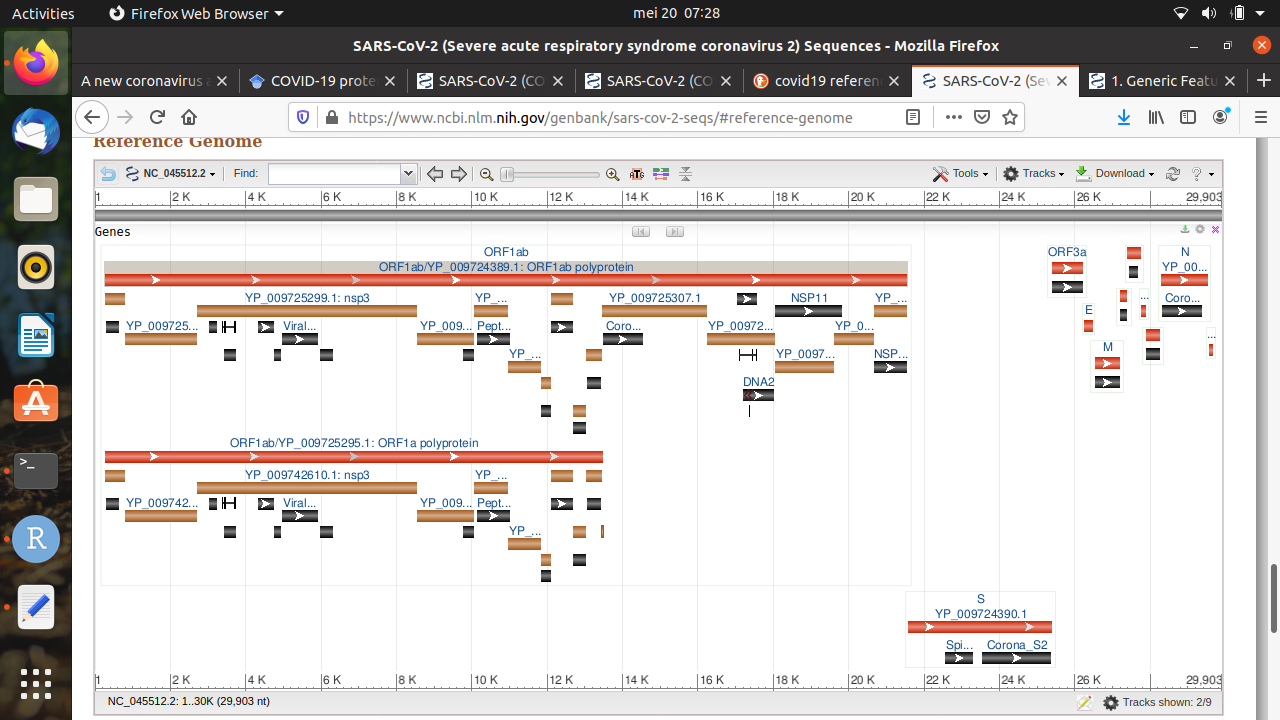 Activities
Firefox Web Browser
mei 20 07:28
SARS-CoV-2 (Severe acute respiratory syndrome coronavirus 2) Sequences - Mozilla Firefox
A new coronavirus
COVID-19 prote
SARS-CoV-2 (CO
SARS-CoV-2 (CO
covid19 referen
SARS-CoV-2 (Sev
1. Generic Featu
https://www.ncbi.nlm.nih.gov/genbank/sars-cov-2-seqs/#reference-genome
Reference Genome
NC_045512.2
Find:
Tools
Tracks
Download
?
1 2 K 4 K 6 K 8 K 10 K 12 K 14 K 16 K 18 K 20 K 22 K 24 K 26 K 29,903
Genes
ORF1ab
ORF3a
N
ORF1ab/YP_009724389.1: ORF1ab polyprotein
YP_00...
YP_009725299.1: nsp3
YP_...
YP_009725307.1
NSP11
YP_...
...
Coro...
E
YP_009725...
Viral...
YP_009...
Pept...
Coro...
YP_00972...
YP_0...
...
M
YP_...
YP_0097...
NSP...
DNA2
ORF1ab/YP_009725295.1: ORF1a polyprotein
YP_009742610.1: nsp3
YP_...
YP_009742...
Viral...
YP_009...
Pept...
YP_...
S
YP_009724390.1
Spi...
Corona_S2
1 2 K 4 K 6 K 8 K 10 K 12 K 14 K 16 K 18 K 20 K 22 K 24 K 26 K 29,903
NC_045512.2: 1..30K (29,903 nt)
Tracks shown: 2/9